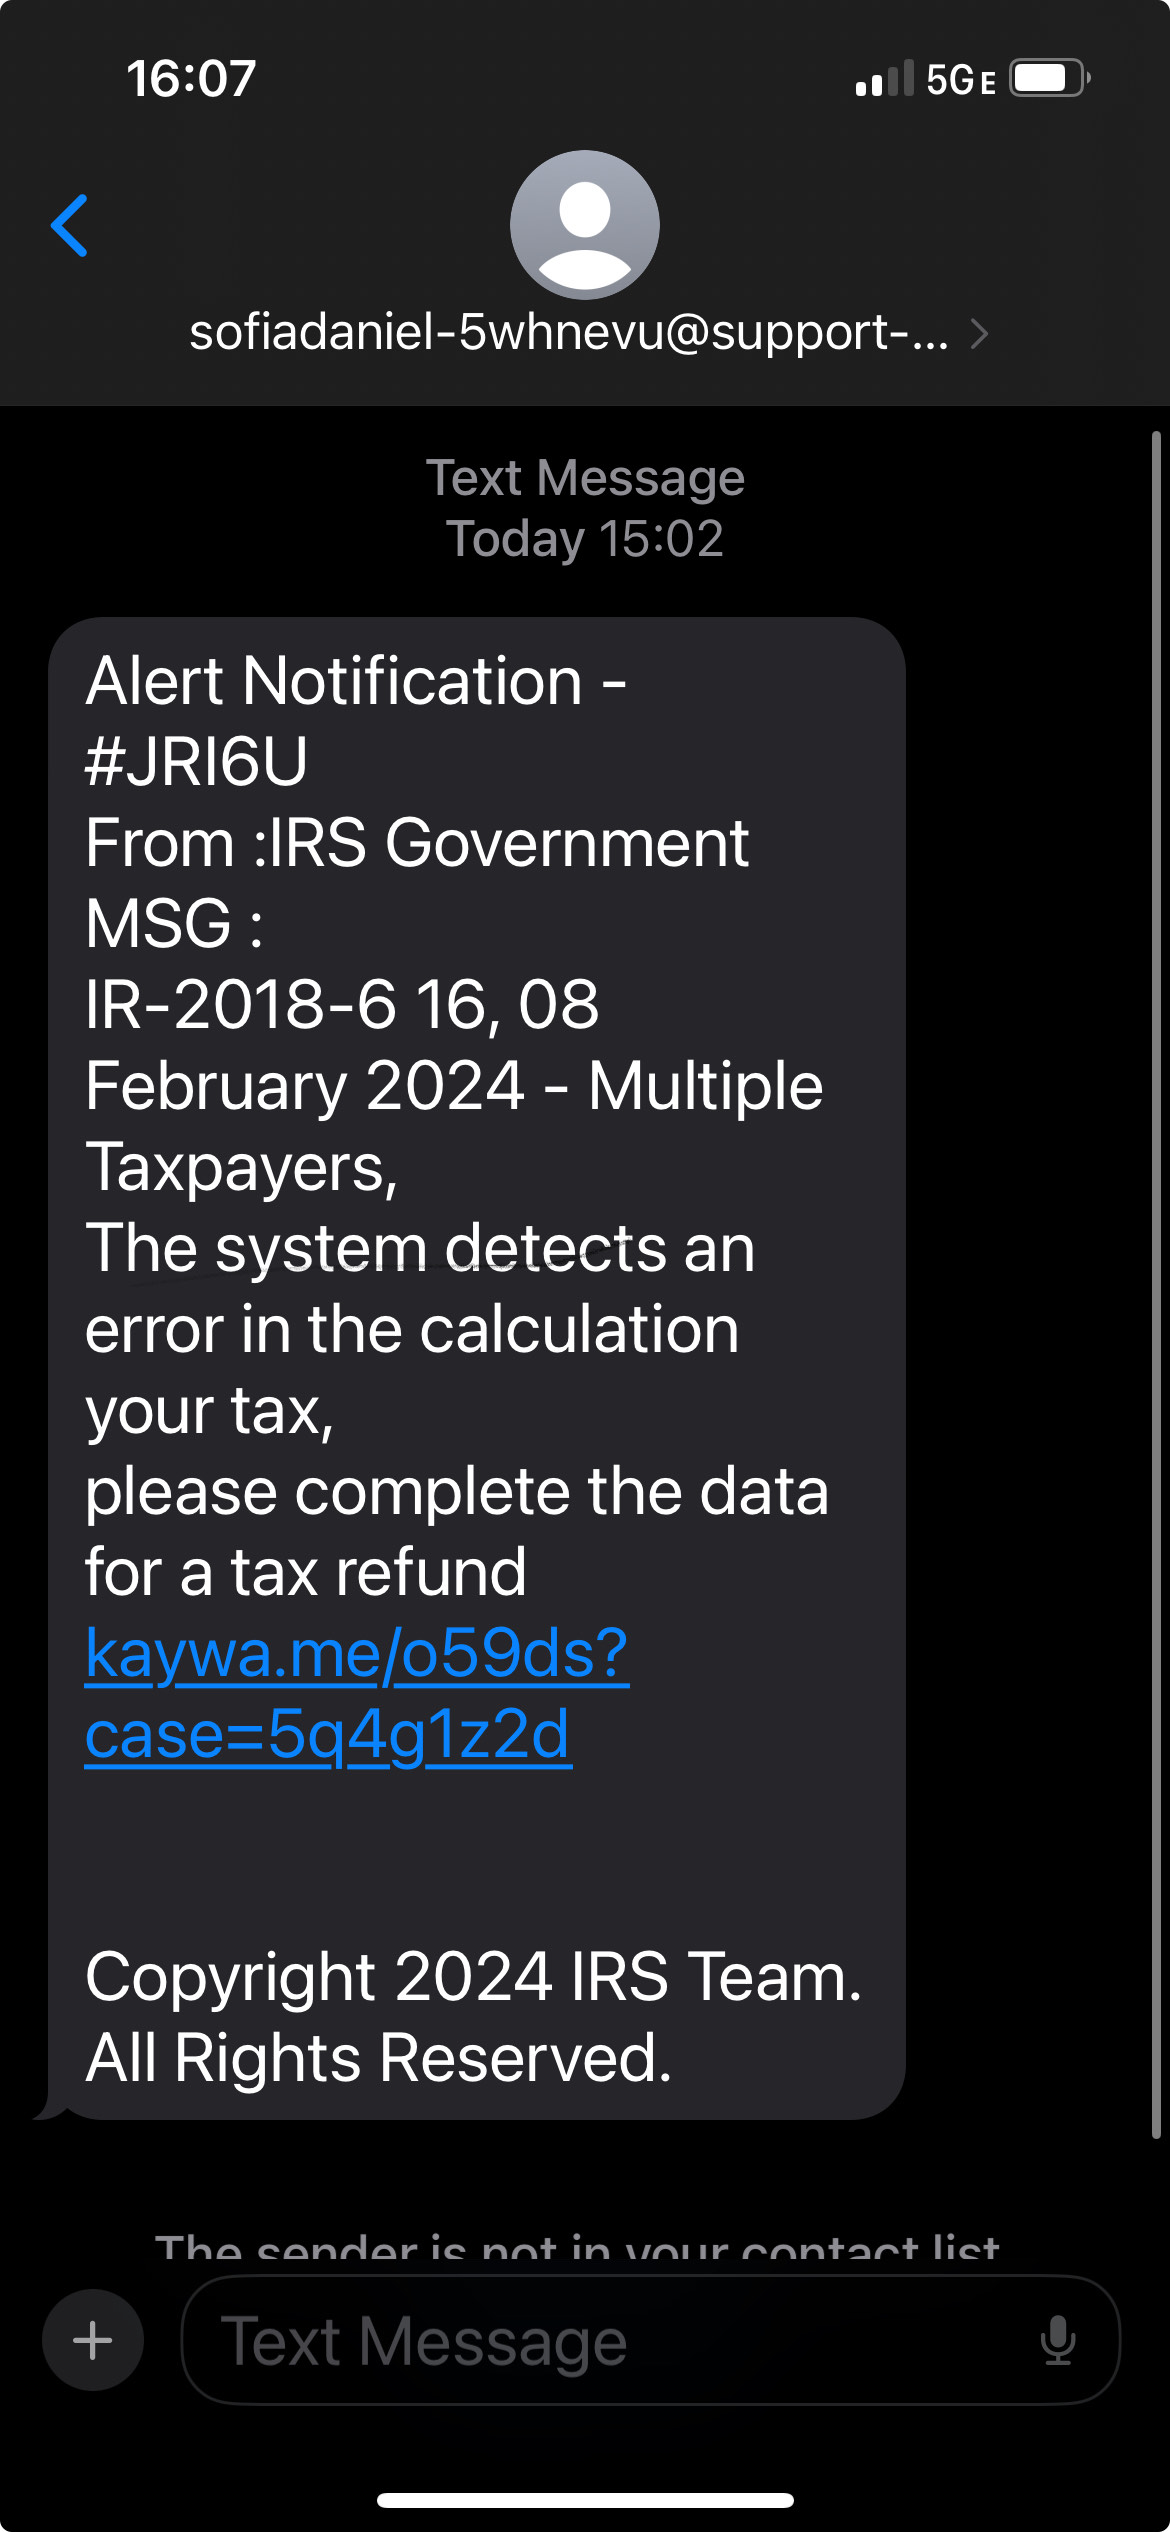 16:07 5G E
sofiadaniel-5whnevu@support-...
Text Message
Today 15:02
Alert Notification -
#JRI6U
From :IRS Government
MSG :
IR-2018-6 16, 08
February 2024 - Multiple
Taxpayers,
The system detects an
error in the calculation
your tax,
please complete the data
for a tax refund
kaywa.me/o59ds?
case=5q4g1z2d
Copyright 2024 IRS Team.
All Rights Reserved.
The sender is not in your contact list
Text Message